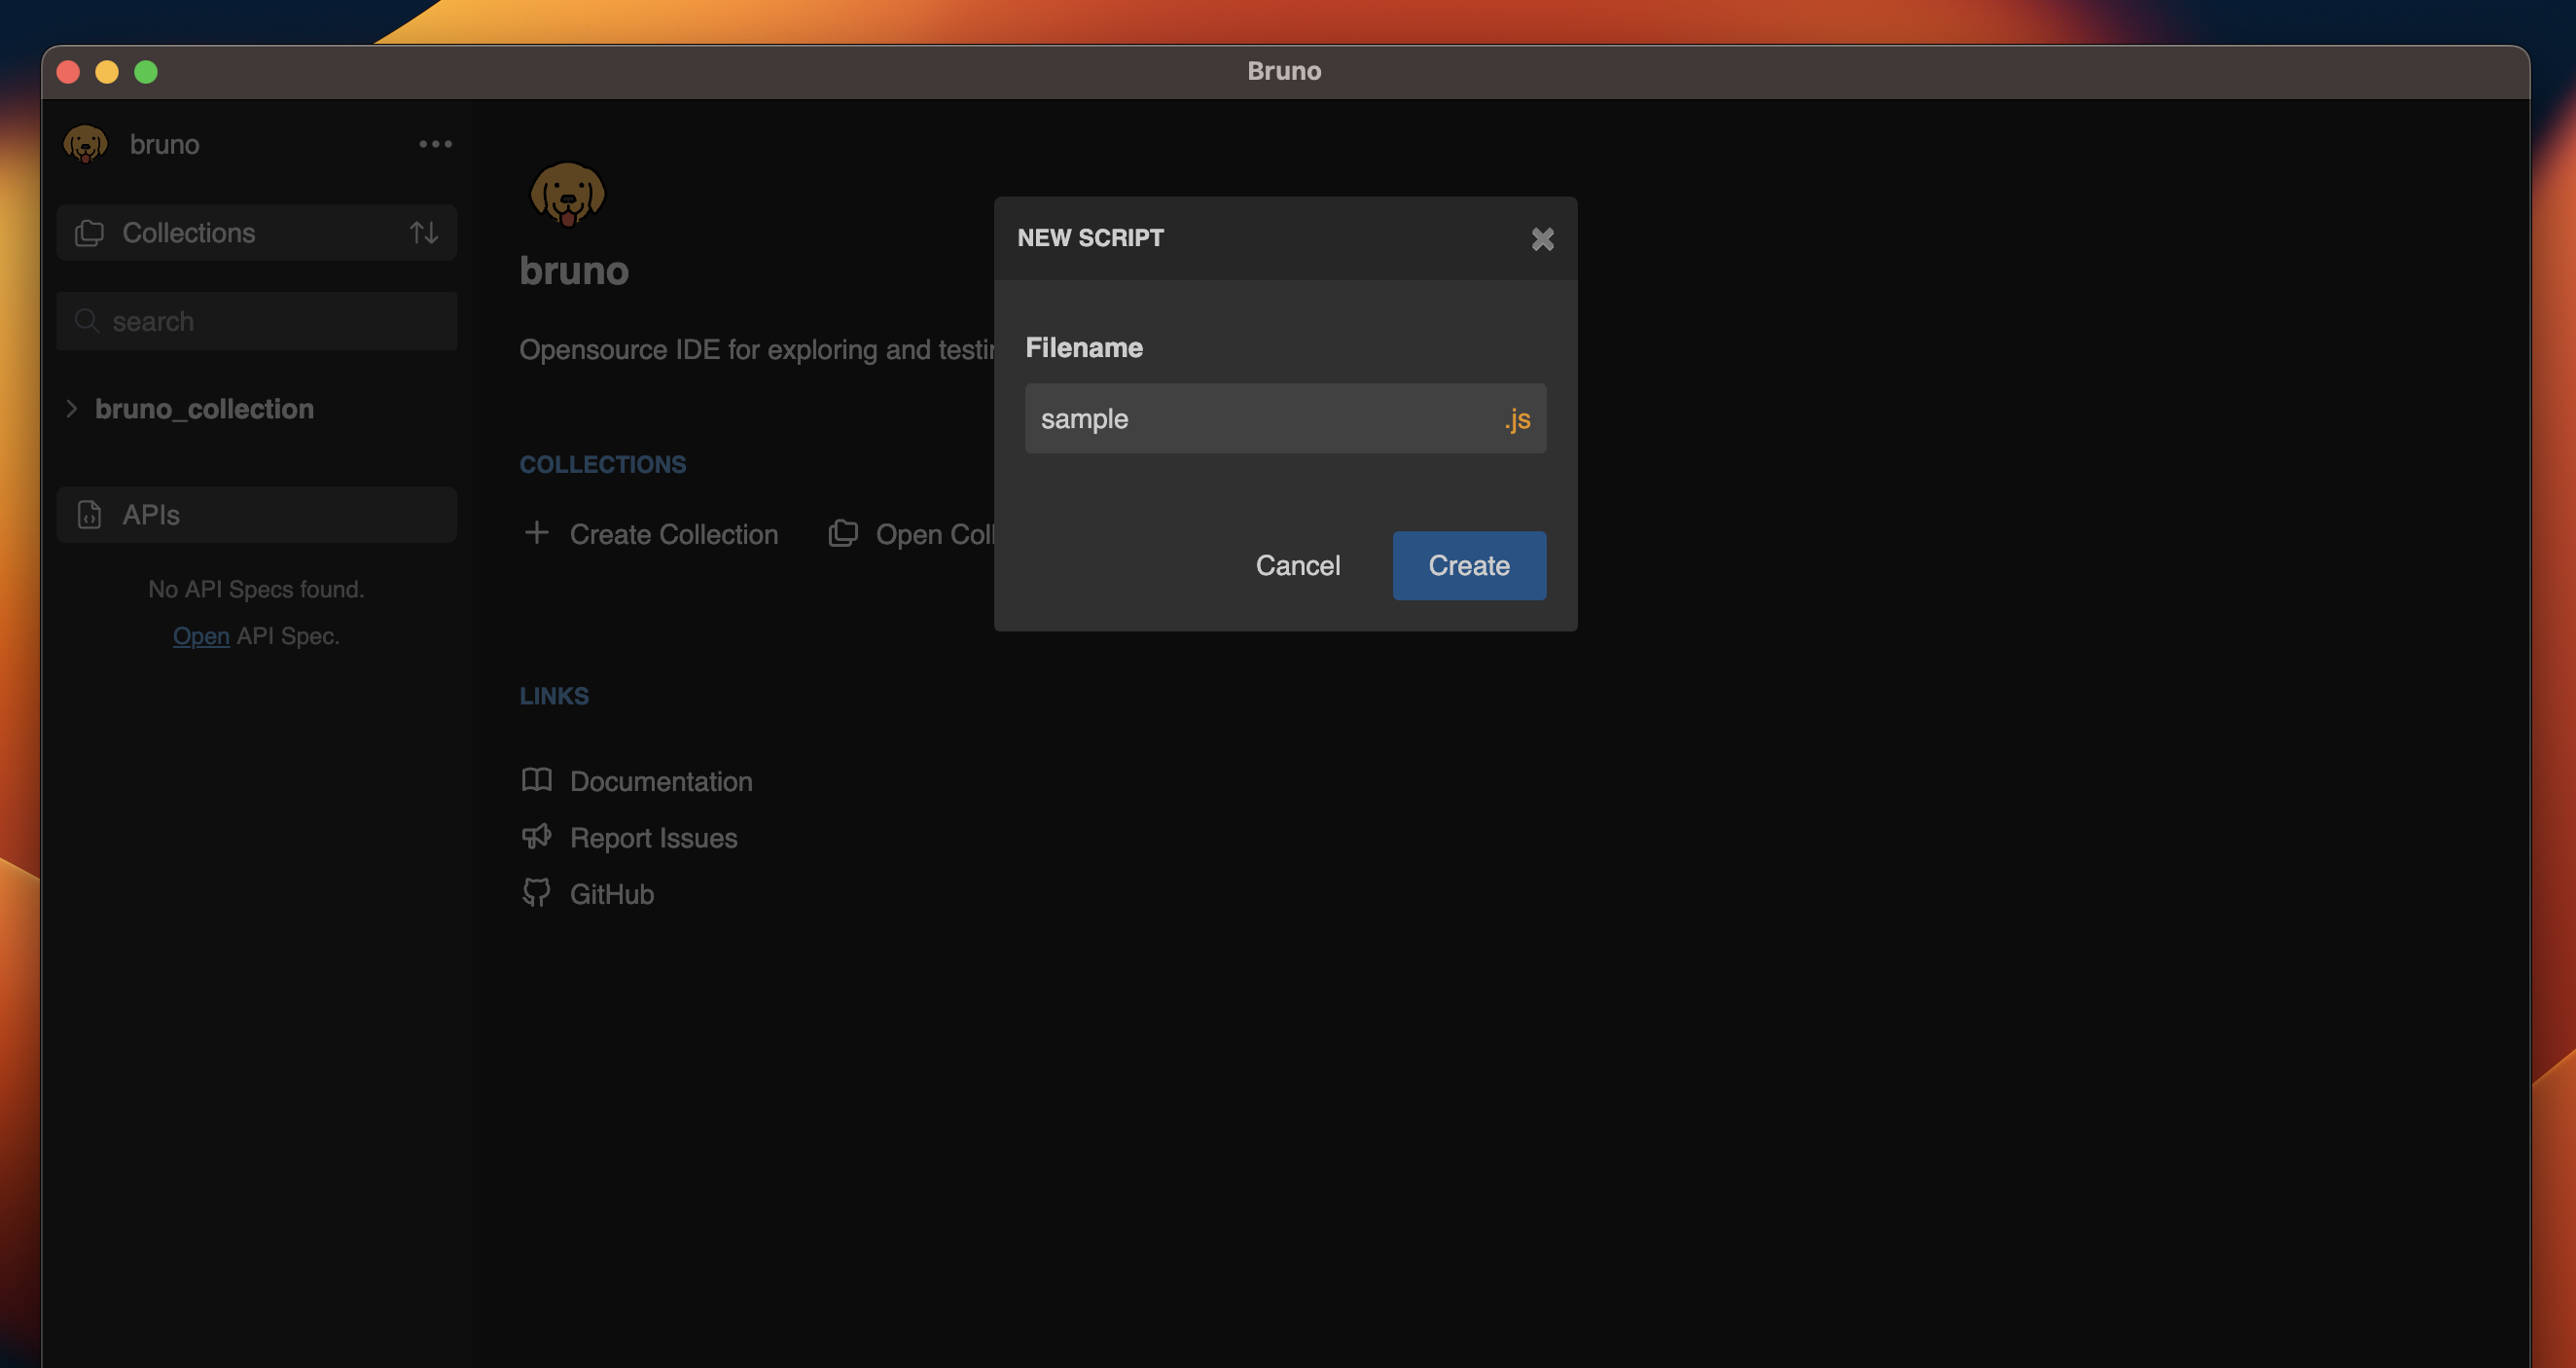 Bruno
bruno
Collections
search
bruno_collection
APIs
No API Specs found.
Open API Spec.
bruno
Opensource IDE for exploring and testin
COLLECTIONS
Create Collection
Open Coll
LINKS
Documentation
Report Issues
GitHub
NEW SCRIPT
Filename
sample .js
Cancel Create